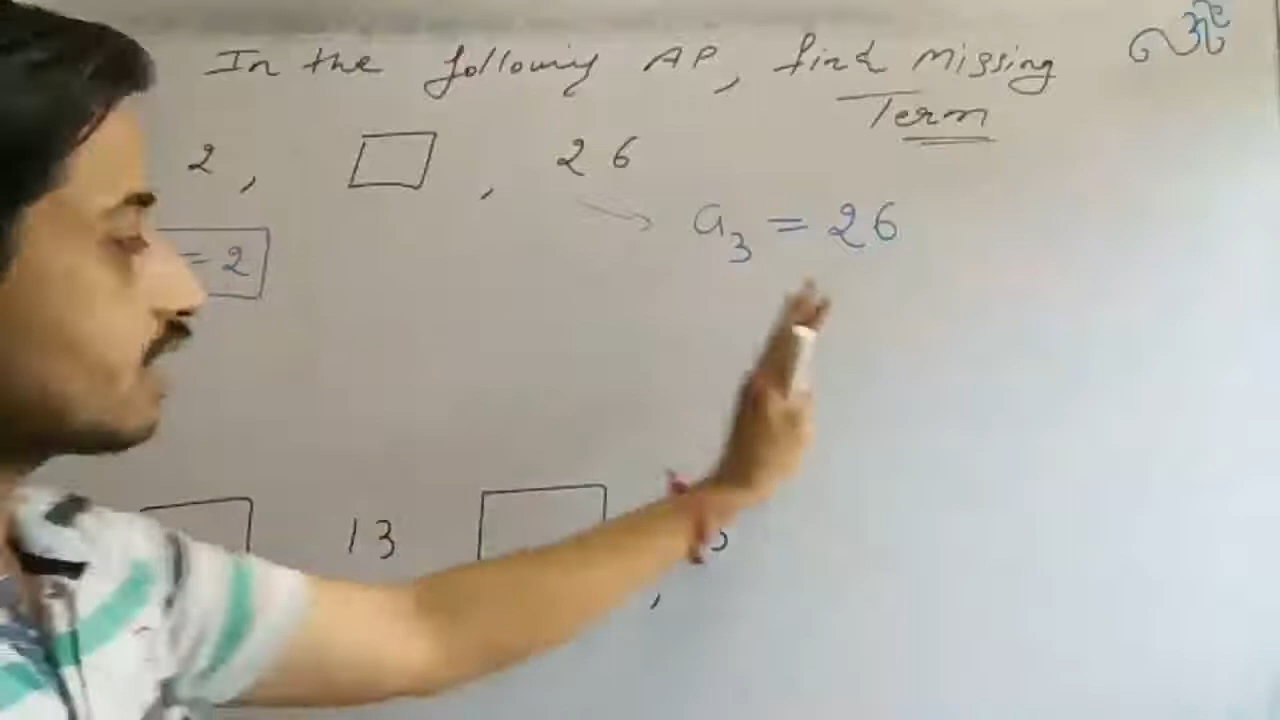 In the following AP, find Missing
Term
2, □, 26
= 2
a₃ = 26
13
,